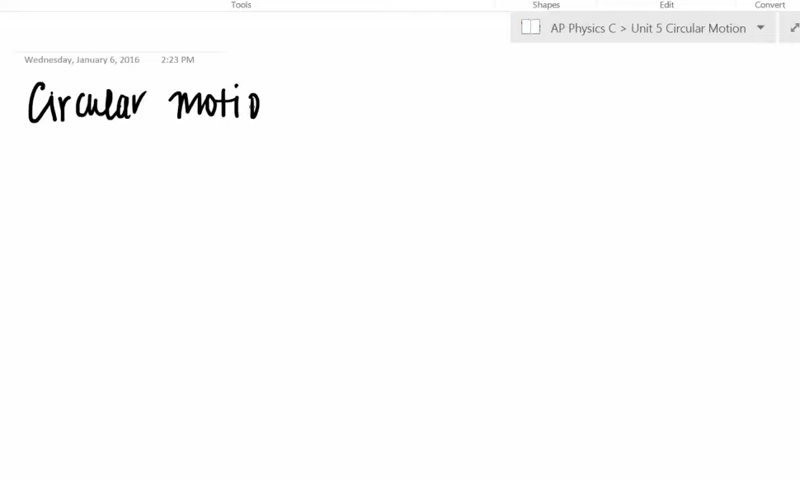 Tools Shapes Edit Convert
AP Physics C > Unit 5 Circular Motion
Wednesday, January 6, 2016 2:23 PM
Circular motio